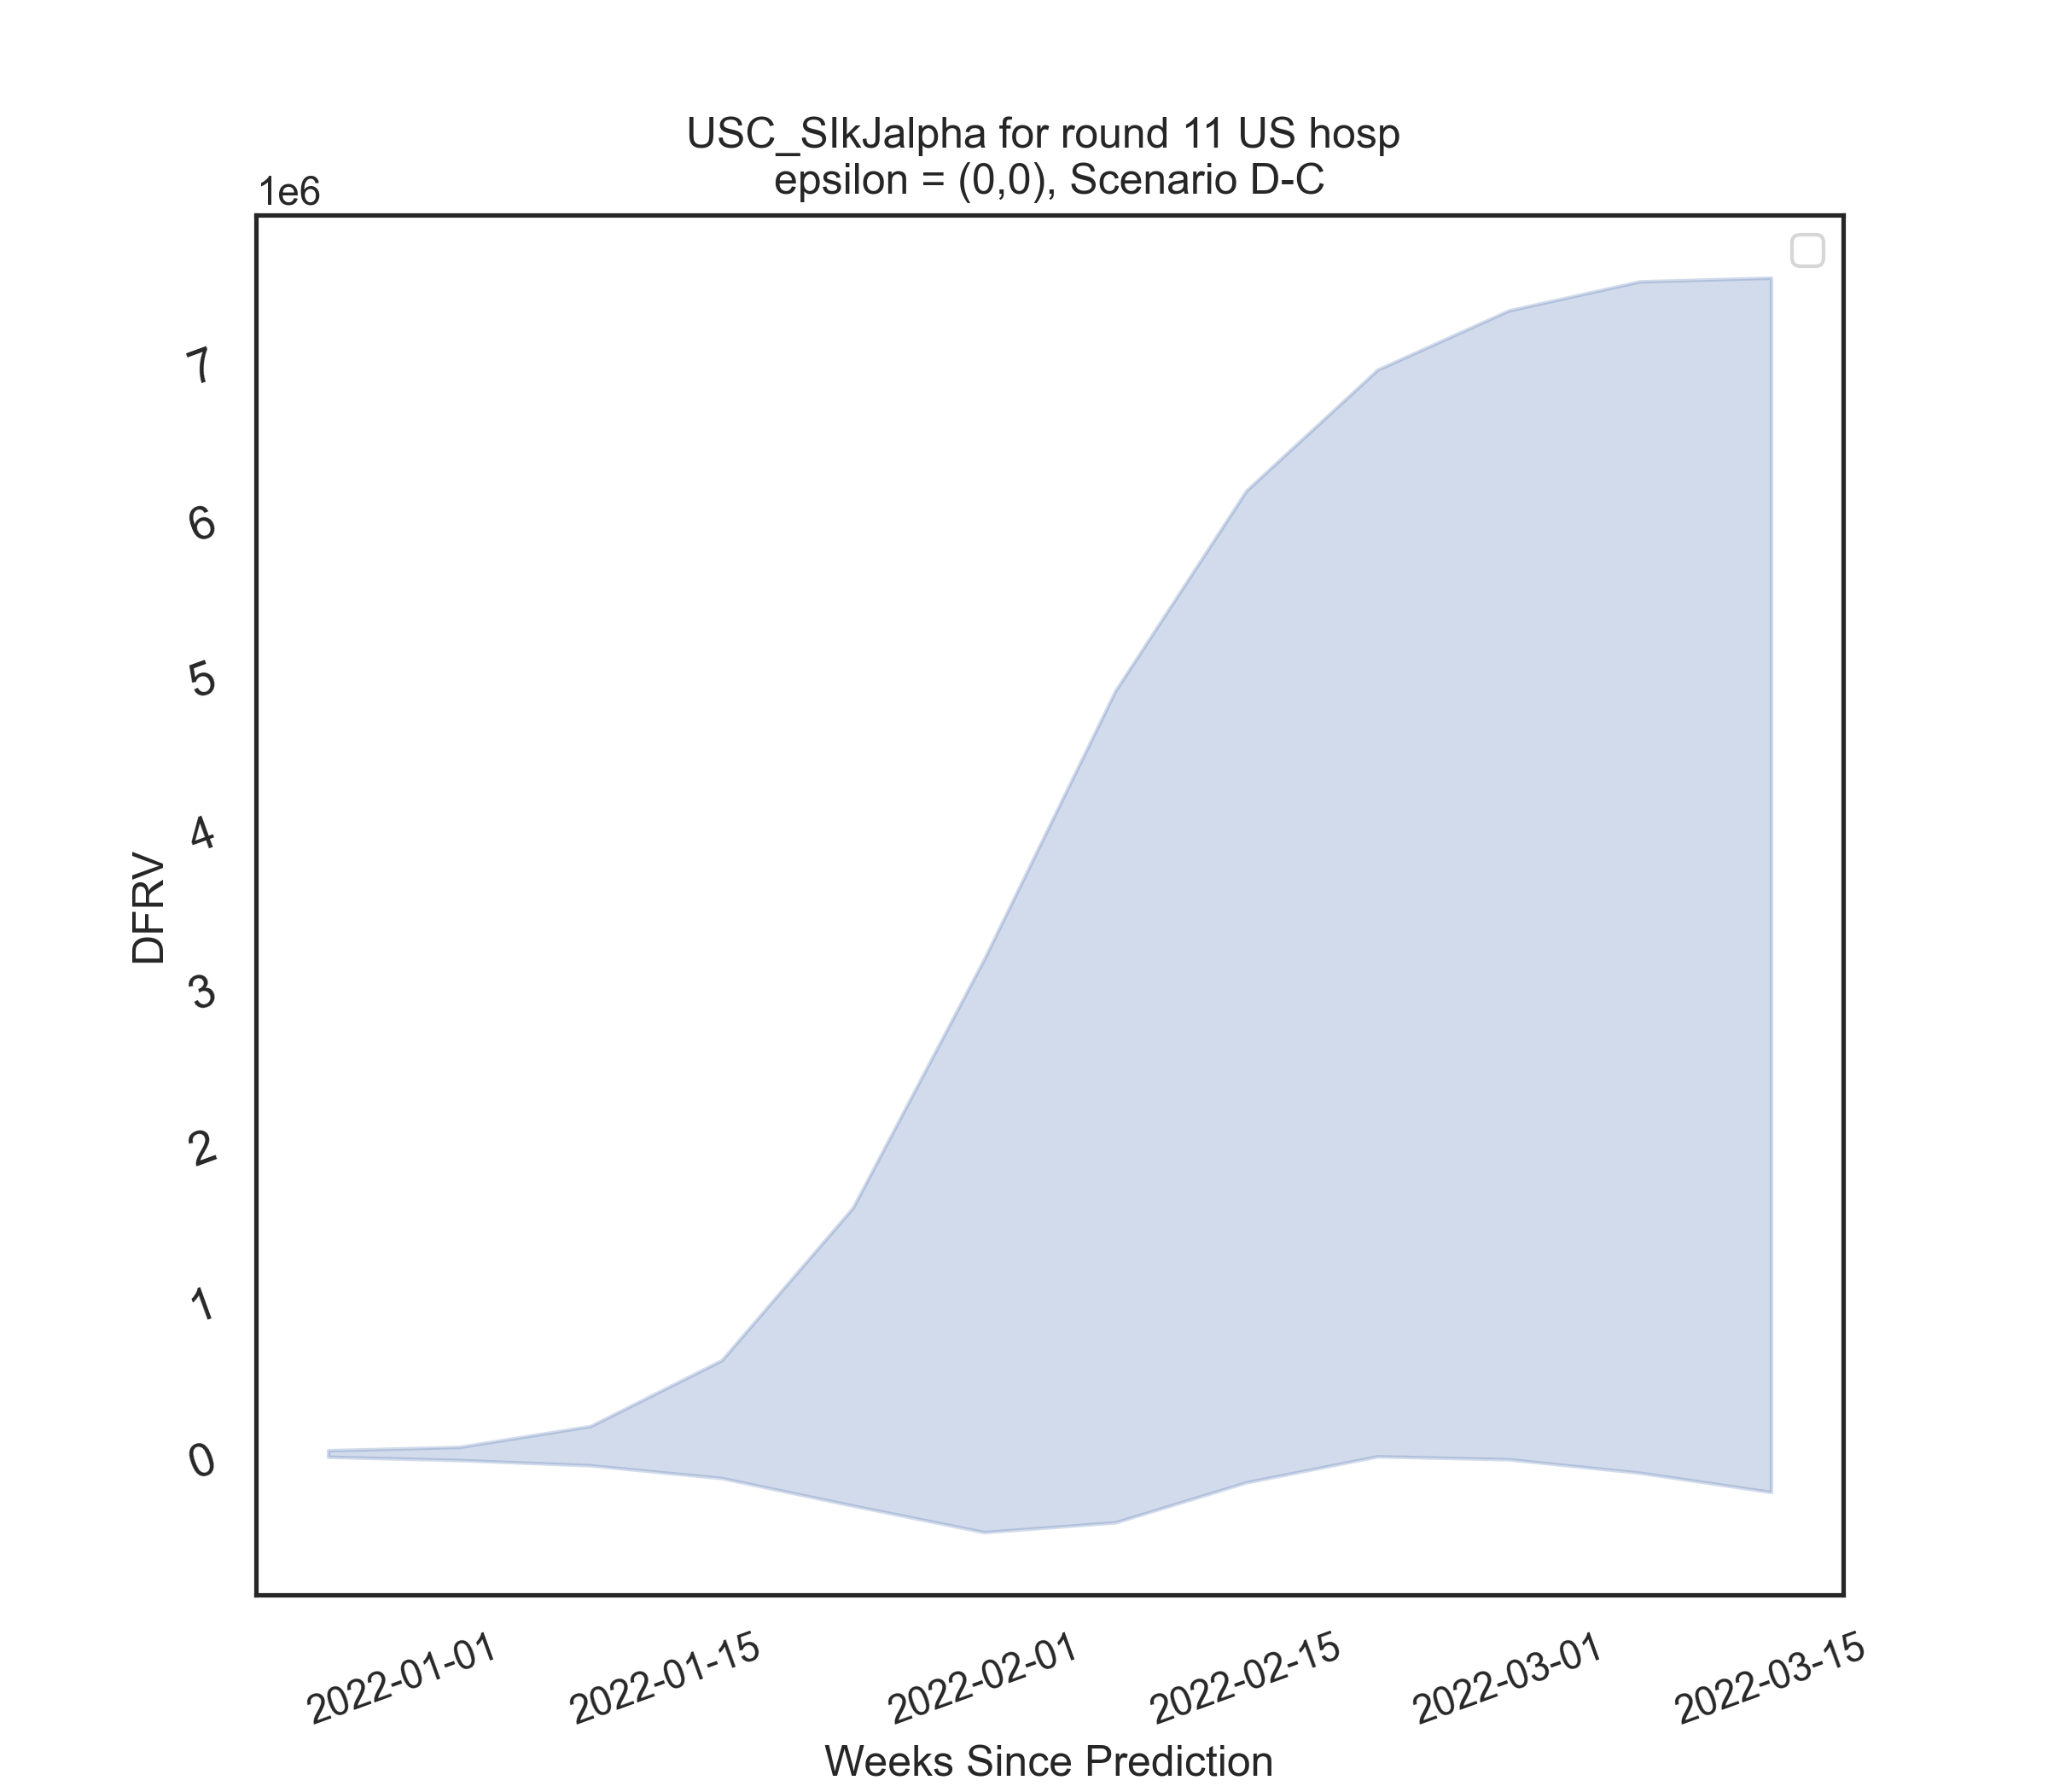 USC_SIkJalpha for round 11 US hosp
epsilon = (0,0), Scenario D-C
1e6
7
6
5
4
3
2
1
0
DFRV
2022-01-01
2022-01-15
2022-02-01
2022-02-15
2022-03-01
2022-03-15
Weeks Since Prediction